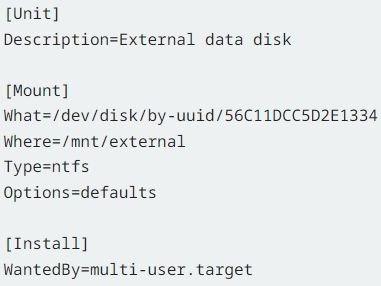 [Unit]
Description=External data disk
[Mount]
What=/dev/disk/by-uuid/56C11DCC5D2E1334
Where=/mnt/external
Type=ntfs
Options=defaults
[Install]
WantedBy=multi-user.target